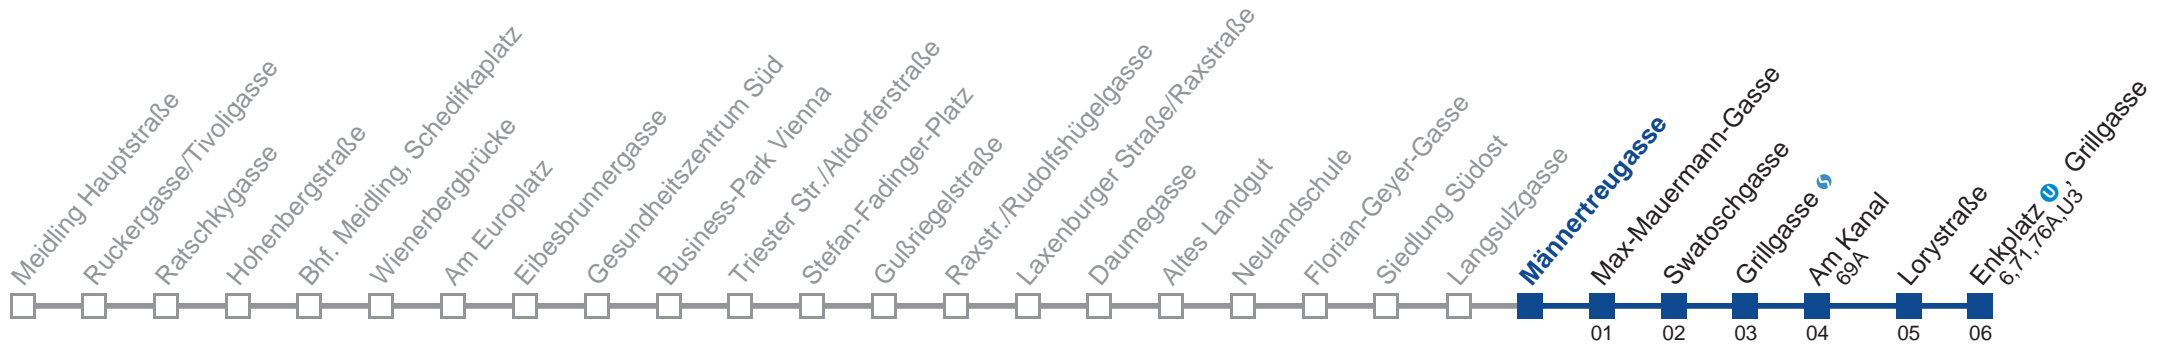 Meidling Hauptstraße
Ruckergasse/Tivoligasse
Ratschkygasse
Hohenbergstraße
Bhf. Meidling, Schedifkaplatz
Wienerbergbrücke
Am Europlatz
Eibesbrunnergasse
Gesundheitszentrum Süd
Business-Park Vienna
Triester Str./Altdorferstraße
Stefan-Fadinger-Platz
Gußriegelstraße
Raxstr./Rudolfshügelgasse
Laxenburger Straße/Raxstraße
Daumegasse
Altes Landgut
Neulandschule
Florian-Geyer-Gasse
Siedlung Südost
Langsulzgasse
Männertreugasse
Max-Mauermann-Gasse
Swatoschgasse
Grillgasse S
Am Kanal
69A
Lorystraße
Enkplatz U, Grillgasse
6,71,76A,U3
01 02 03 04 05 06